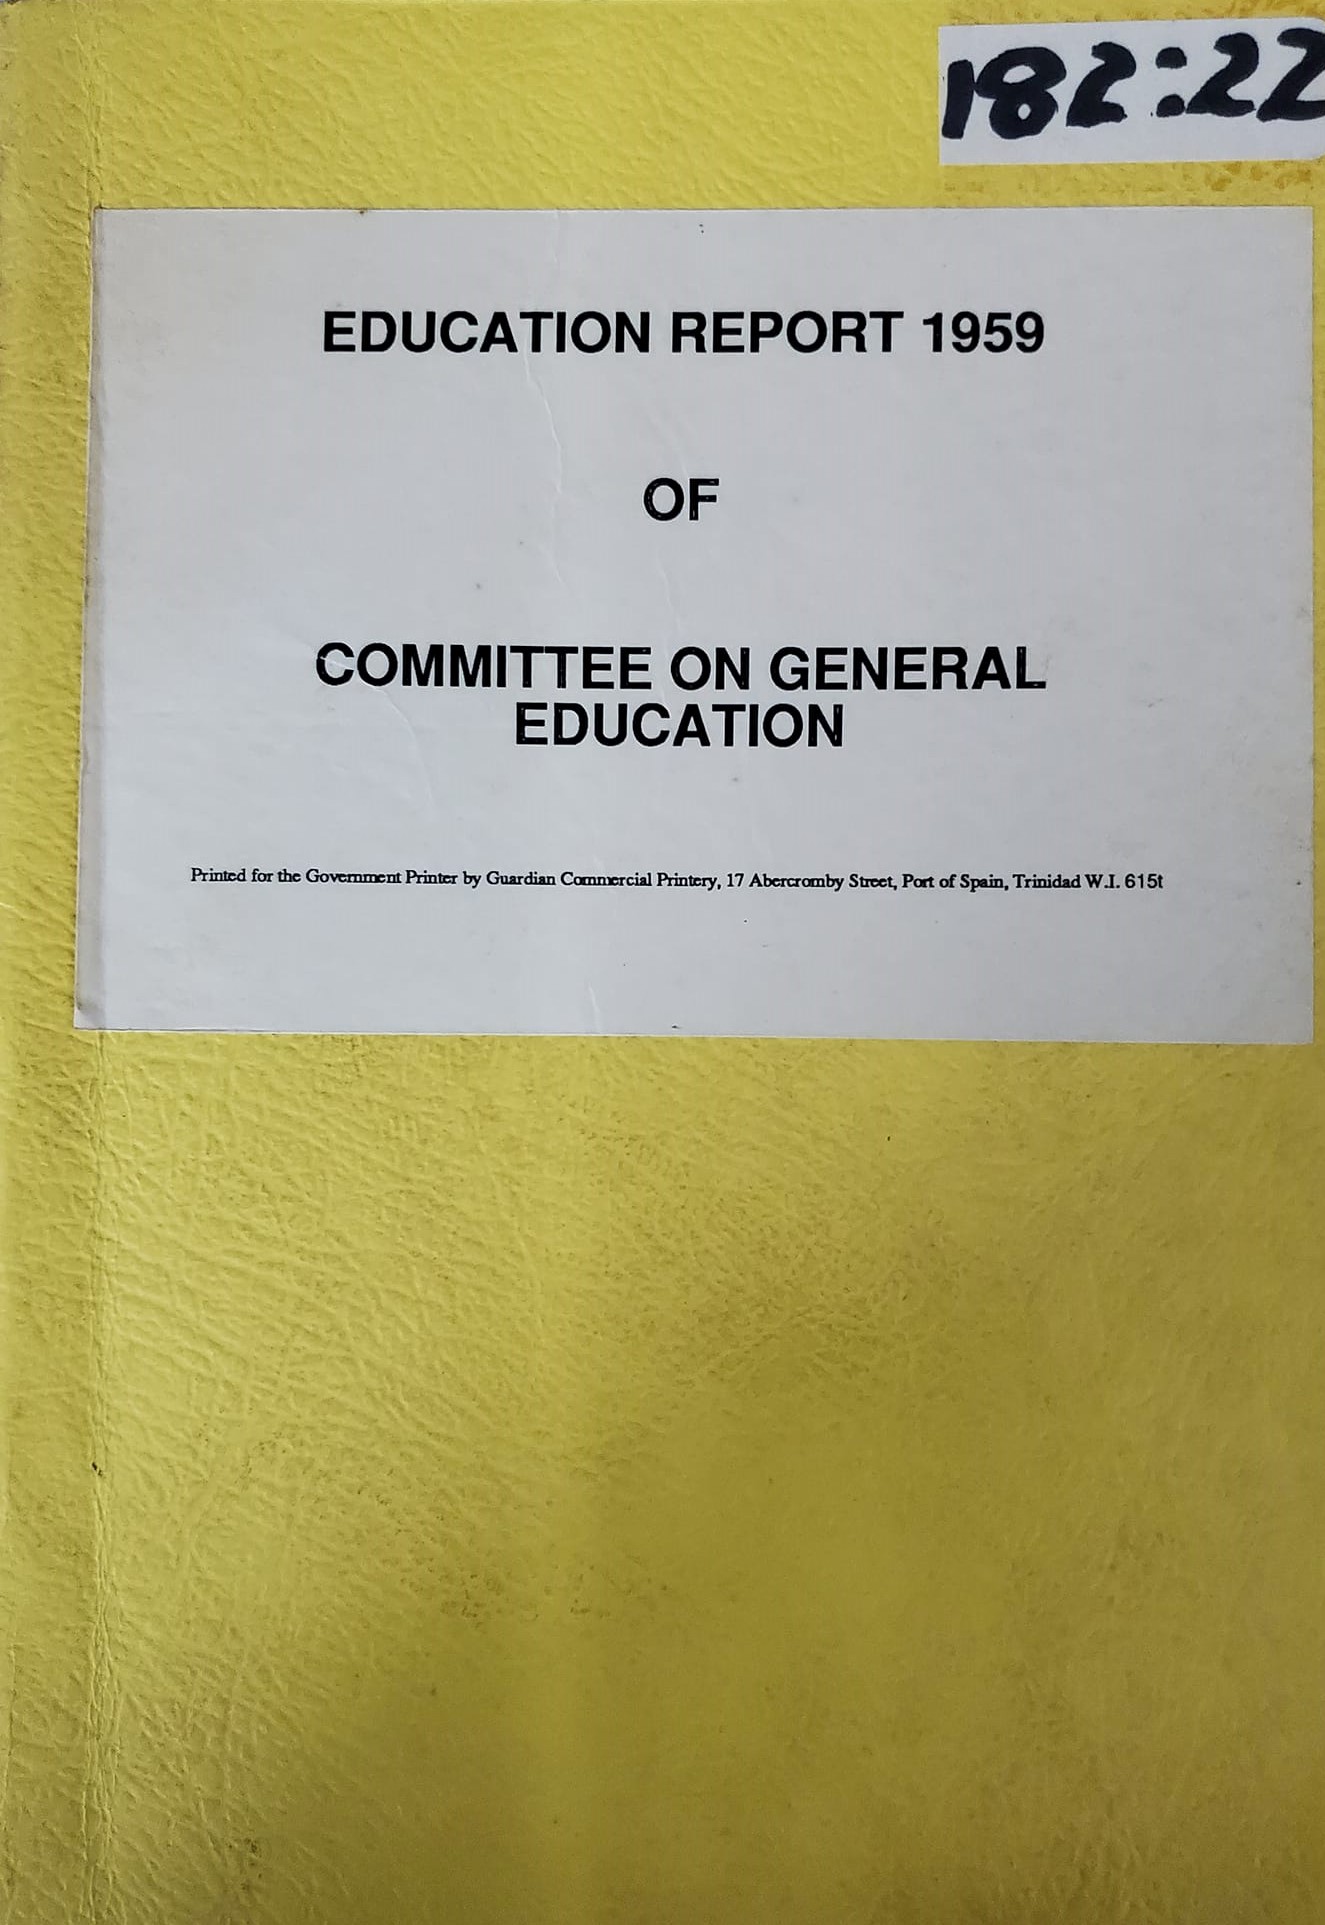 182:22
EDUCATION REPORT 1959
OF
COMMITTEE ON GENERAL
EDUCATION
Printed for the Government Printer by Guardian Commercial Printery, 17 Abercromby Street, Port of Spain, Trinidad W.I. 615t